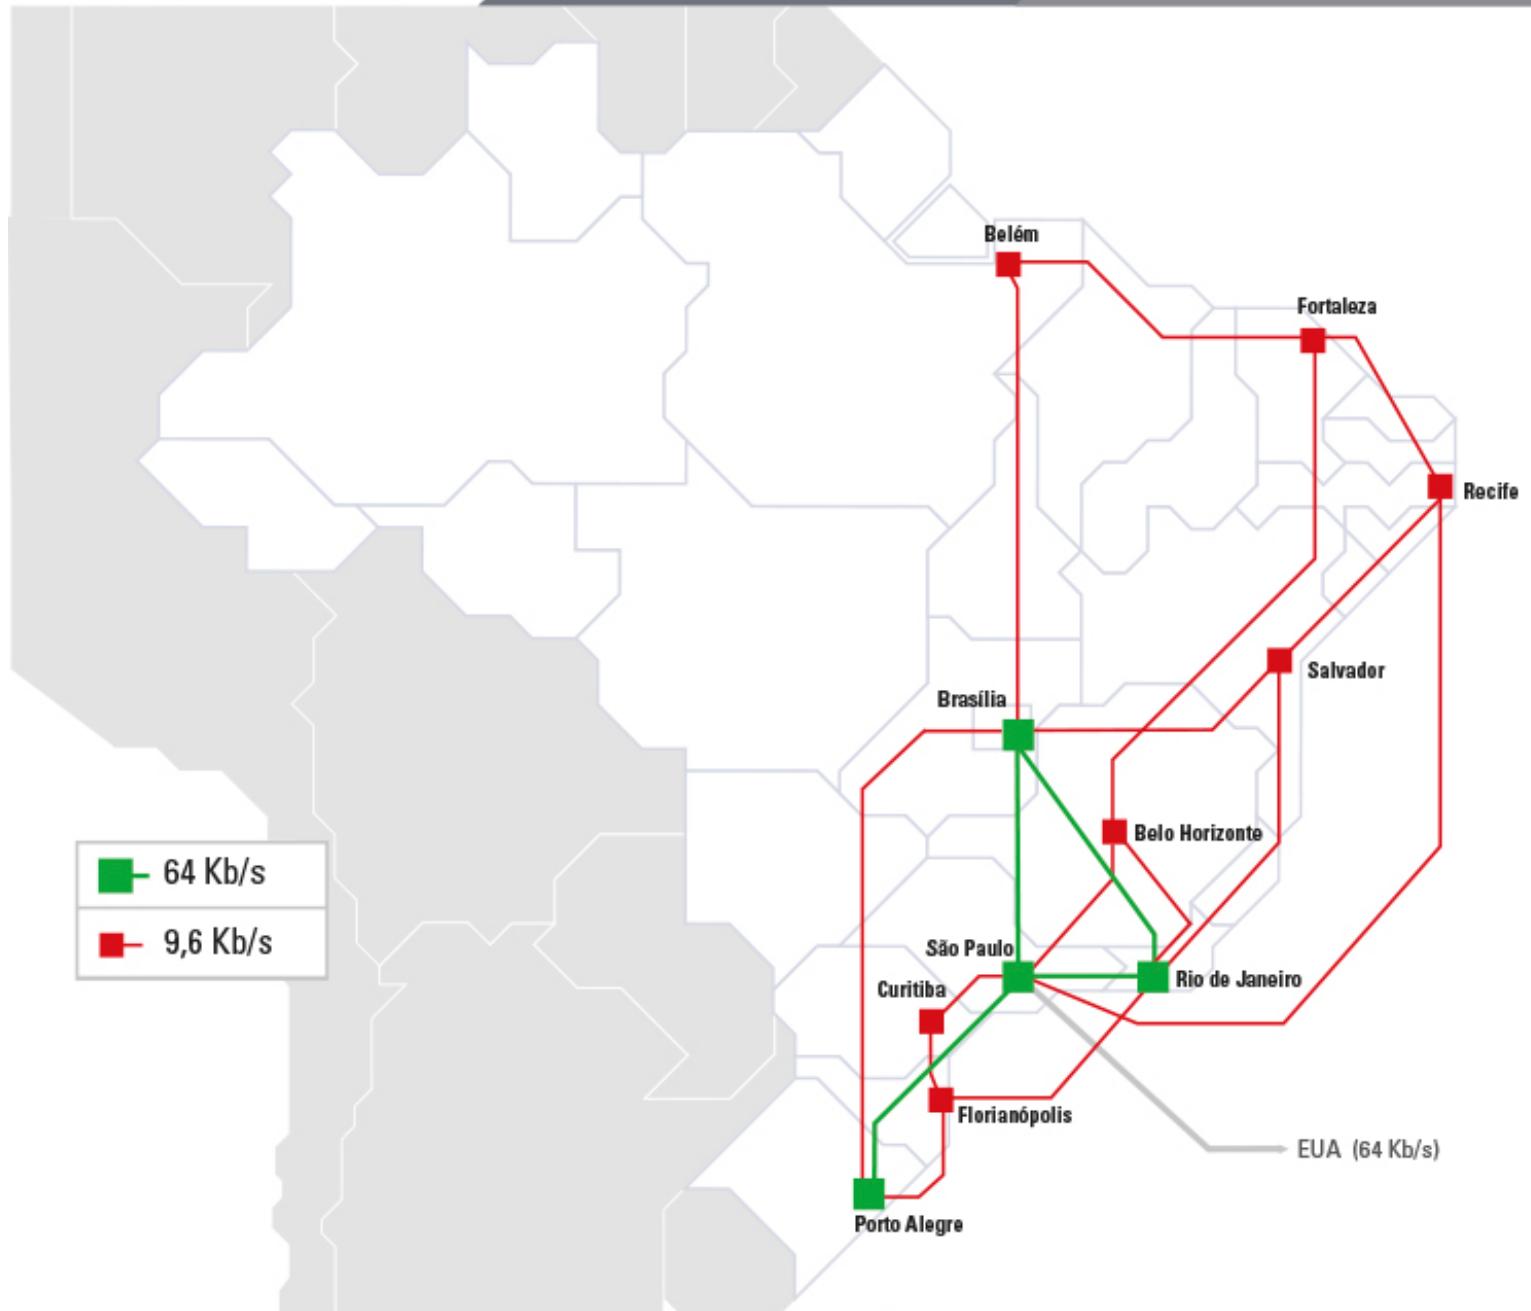 Belém
Fortaleza
Recife
Salvador
Brasília
Belo Horizonte
64 Kb/s
9,6 Kb/s
São Paulo
Rio de Janeiro
Curitiba
Florianópolis
EUA (64 Kb/s)
Porto Alegre